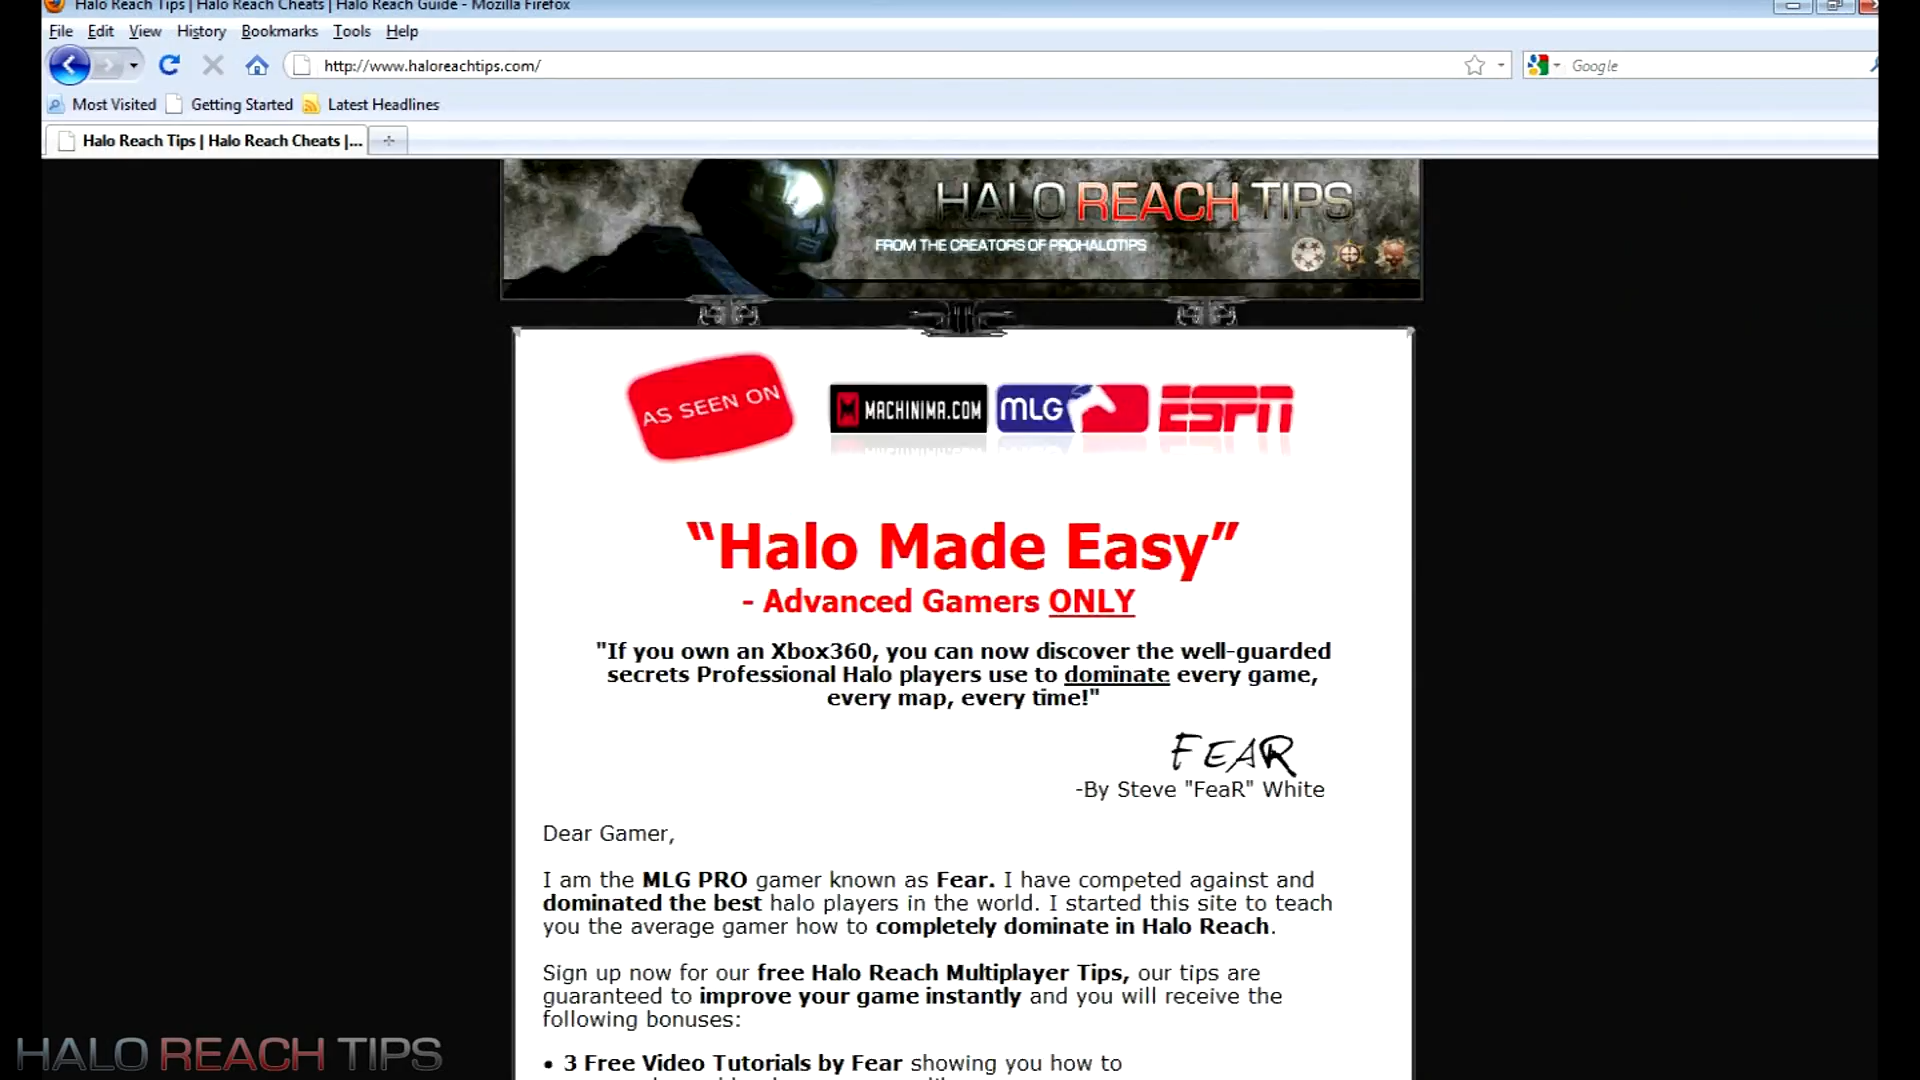 Halo Reach Tips | Halo Reach Cheats | Halo Reach Guide - Mozilla Firefox
File Edit View History Bookmarks Tools Help
http://www.haloreachtips.com/ Google
Most Visited Getting Started Latest Headlines
Halo Reach Tips | Halo Reach Cheats |...
HALO REACH TIPS
FROM THE CREATORS OF PROHALOTIPS
AS SEEN ON MACHINIMA.COM MLG ESPN
“Halo Made Easy”
- Advanced Gamers ONLY
"If you own an Xbox360, you can now discover the well-guarded
secrets Professional Halo players use to dominate every game,
every map, every time!"
FEAR
-By Steve "FeaR" White
Dear Gamer,
I am the MLG PRO gamer known as Fear. I have competed against and
dominated the best halo players in the world. I started this site to teach
you the average gamer how to completely dominate in Halo Reach.
Sign up now for our free Halo Reach Multiplayer Tips, our tips are
guaranteed to improve your game instantly and you will receive the
following bonuses:
• 3 Free Video Tutorials by Fear showing you how to
HALO REACH TIPS